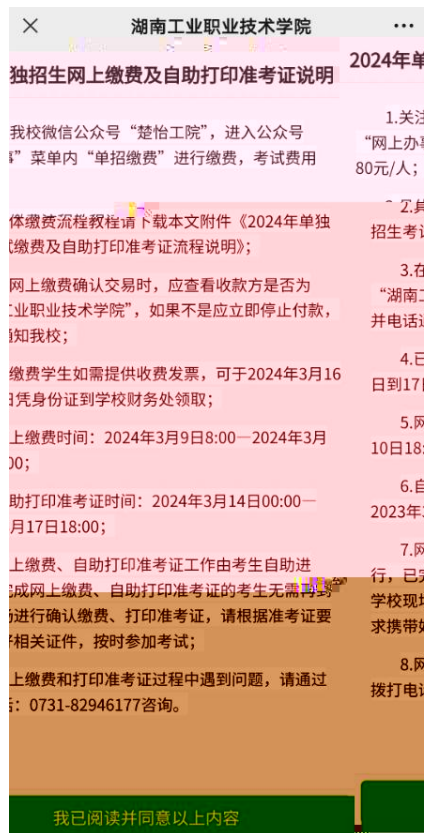 湖南工业职业技术学院
独招生网上缴费及自助打印准考证说明
我校微信公众号“楚怡工院”，进入公众号
”菜单内“单招缴费”进行缴费，考试费用
体缴费流程教程请下载本文附件《2024年单独
缴费及自助打印准考证流程说明》；
网上缴费确认交易时，应查看收款方是否为
业职业技术学院”，如果不是应立即停止付款，
知我校；
缴费学生如需提供收费发票，可于2024年3月16
凭身份证到学校财务处领取；
上缴费时间：2024年3月9日8:00—2024年3月
00；
助打印准考证时间：2024年3月14日00:00—
月17日18:00；
上缴费、自助打印准考证工作由考生自助进
完成网上缴费、自助打印准考证的考生无需再到
进行确认缴费、打印准考证，请根据准考证要
相关证件，按时参加考试；
上缴费和打印准考证过程中遇到问题，请通过
：0731-82946177咨询。
我已阅读并同意以上内容
2024年单
1.关注
“网上办事
80元/人；
2.具
招生考试
3.在
“湖南工
并电话通
4.已
日到17日
5.网
10日18:
6.自
2023年3
7.网
行，已完
学校现场
求携带好
8.网
拨打电话